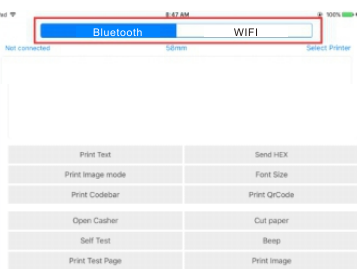 8:47 AM 100%
Bluetooth WIFI
Not connected 58mm Select Printer
Print Text Send HEX
Print Image mode Font Size
Print Codebar Print QrCode
Open Casher Cut paper
Self Test Beep
Print Test Page Print Image